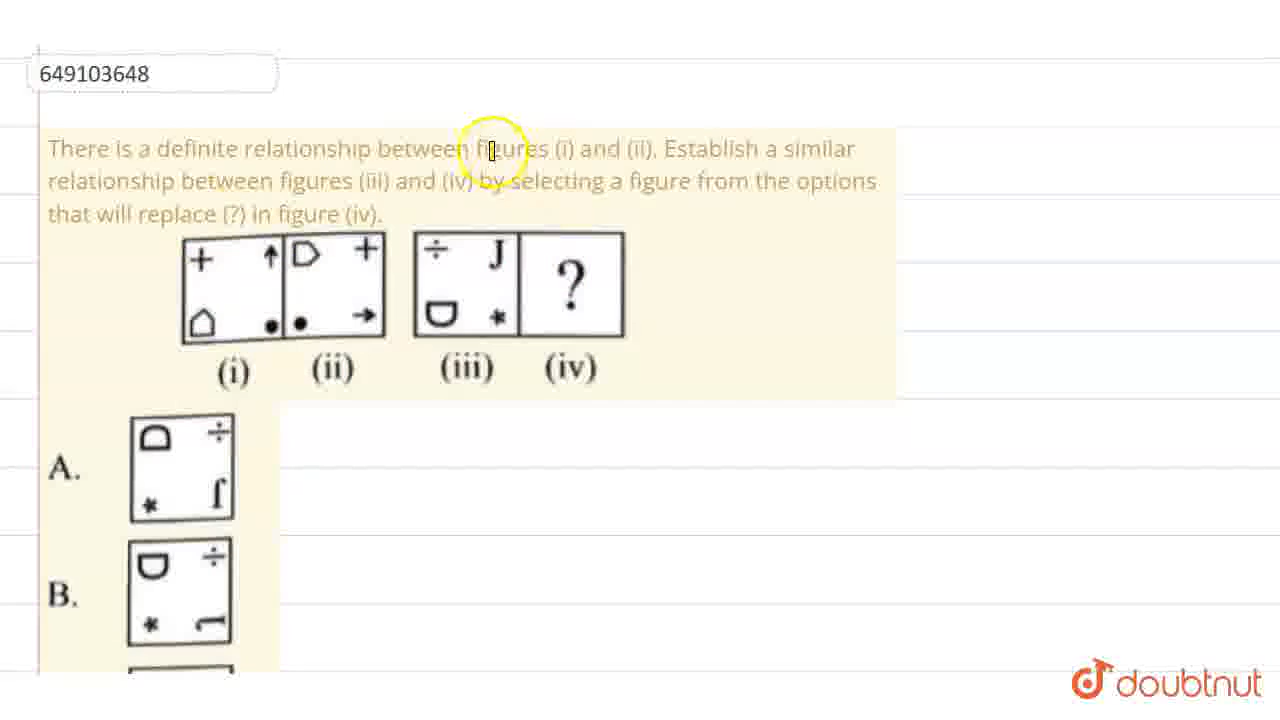 649103648
There is a definite relationship between figures (i) and (ii). Establish a similar
relationship between figures (iii) and (iv) by selecting a figure from the options
that will replace (?) in figure (iv).
+ ↑ + ÷ J
?
• • → D *
(i) (ii) (iii) (iv)
A.
D ÷
*
B.
D ÷
*
doubtnut